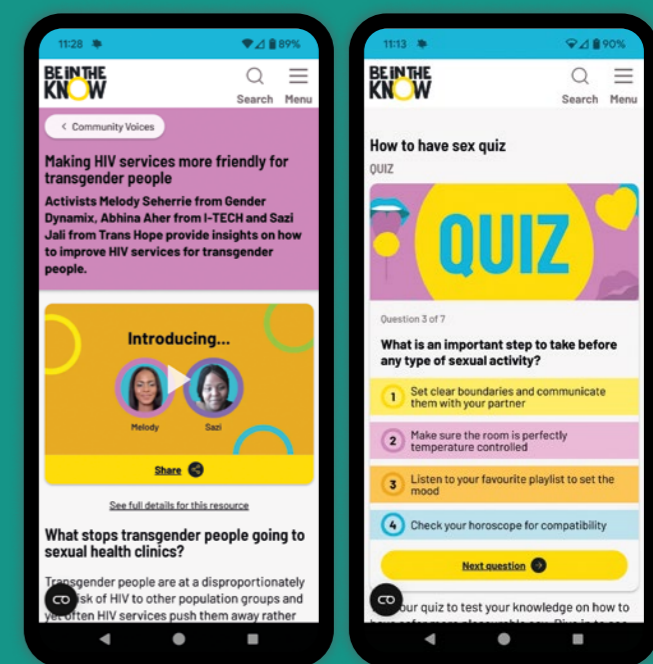 11:28
89%
BE IN THE
KNOW
Search Menu
< Community Voices
Making HIV services more friendly for
transgender people
Activists Melody Seherrie from Gender
Dynamix, Abhina Aher from I-TECH and Sazi
Jali from Trans Hope provide insights on how
to improve HIV services for transgender
people.
Introducing...
Melody Sazi
Share
See full details for this resource
What stops transgender people going to
sexual health clinics?
Transgender people are at a disproportionately
risk of HIV to other population groups and
yet often HIV services push them away rather
11:13
90%
BE IN THE
KNOW
Search Menu
How to have sex quiz
QUIZ
QUIZ
Question 3 of 7
What is an important step to take before
any type of sexual activity?
1 Set clear boundaries and communicate
them with your partner
2 Make sure the room is perfectly
temperature controlled
3 Listen to your favourite playlist to set the
mood
4 Check your horoscope for compatibility
Next question
our quiz to test your knowledge on how to